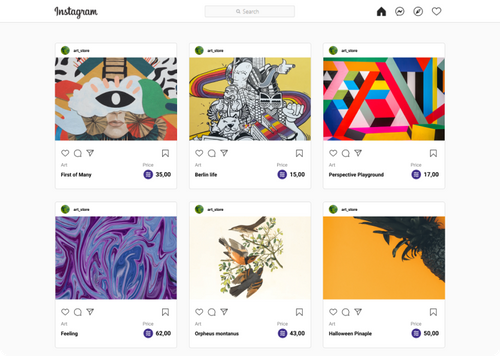 Instagram
Search
art_store
art_store
art_store
Art Price
First of Many 35,00
Art Price
Berlin life 15,00
Art Price
Perspective Playground 17,00
art_store
art_store
art_store
Art Price
Feeling 62,00
Art Price
Orpheus montanus 43,00
Art Price
Halloween Pinaple 50,00